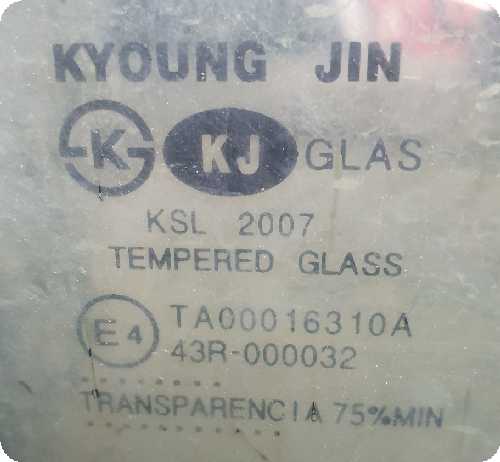 KYOUNG JIN
K KJ GLAS
KSL 2007
TEMPERED GLASS
E4 TA00016310A
43R-000032
TRANSPARENCIA 75%MIN